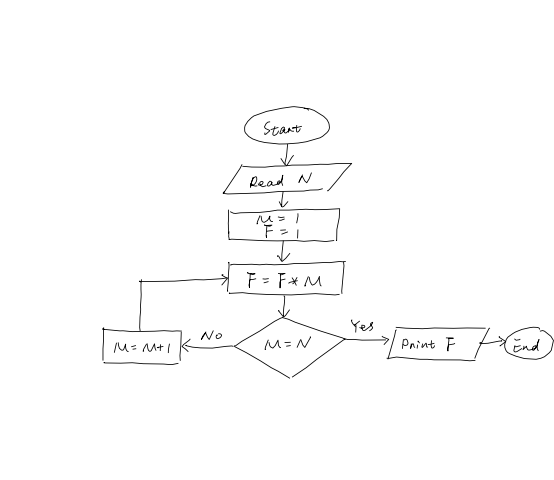 Start
Read N
M = 1
F = 1
F = F * M
M = N
No
M = M+1
Yes
Print F
End